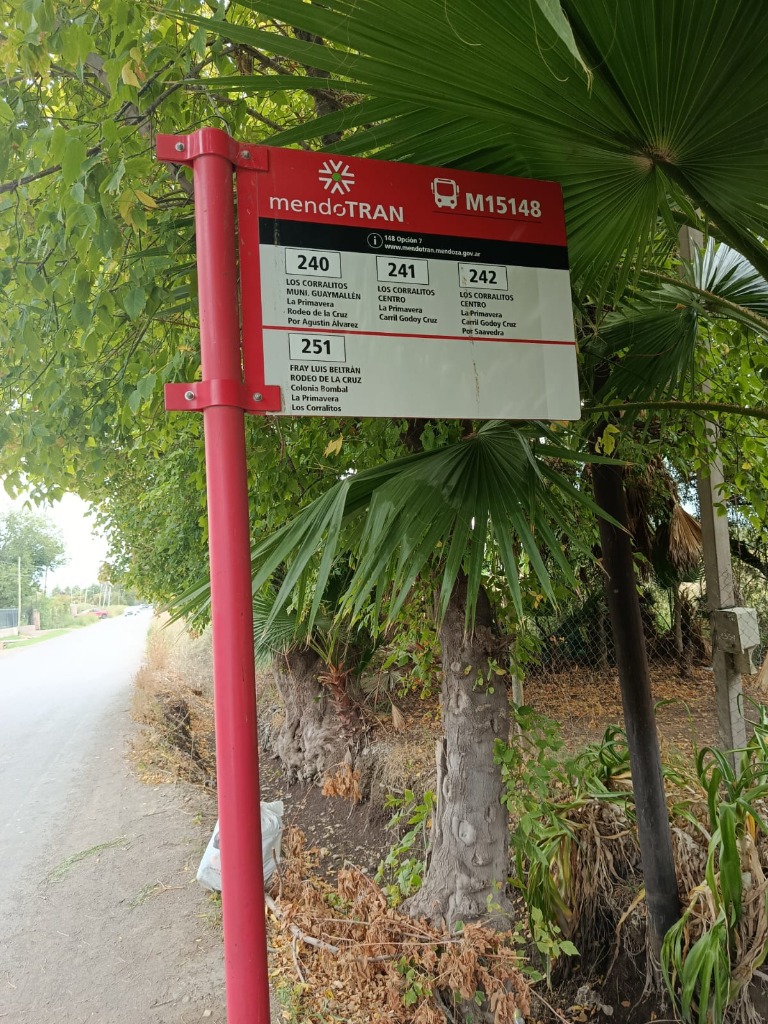 mendoTRAN
M15148
148 Opción 7
www.mendotran.mendoza.gov.ar
240
LOS CORRALITOS
MUNI. GUAYMALLÉN
La Primavera
Rodeo de la Cruz
Por Agustín Álvarez
241
LOS CORRALITOS
CENTRO
La Primavera
Carril Godoy Cruz
242
LOS CORRALITOS
CENTRO
La Primavera
Carril Godoy Cruz
Por Saavedra
251
FRAY LUIS BELTRÁN
RODEO DE LA CRUZ
Colonia Bombal
La Primavera
Los Corralitos